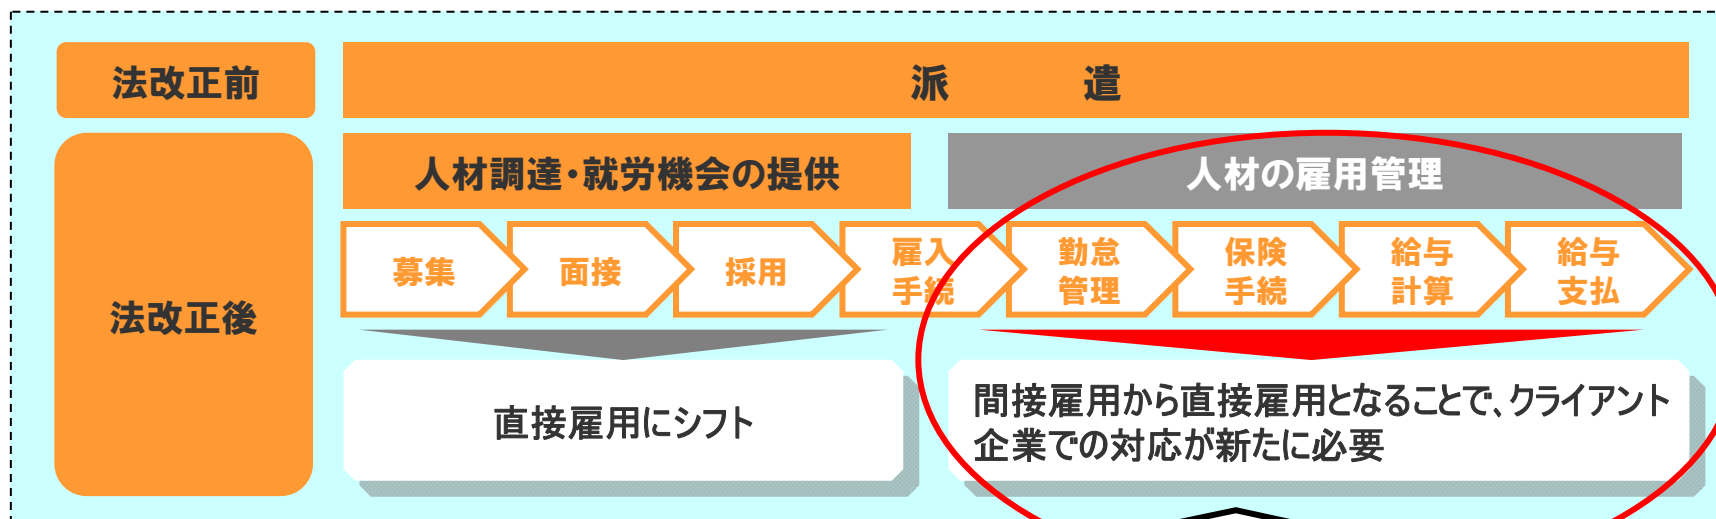 法改正前
派 遣
法改正後
人材調達・就労機会の提供
人材の雇用管理
募集
面接
採用
雇入
手続
勤怠
管理
保険
手続
給与
計算
給与
支払
直接雇用にシフト
間接雇用から直接雇用となることで、クライアント
企業での対応が新たに必要